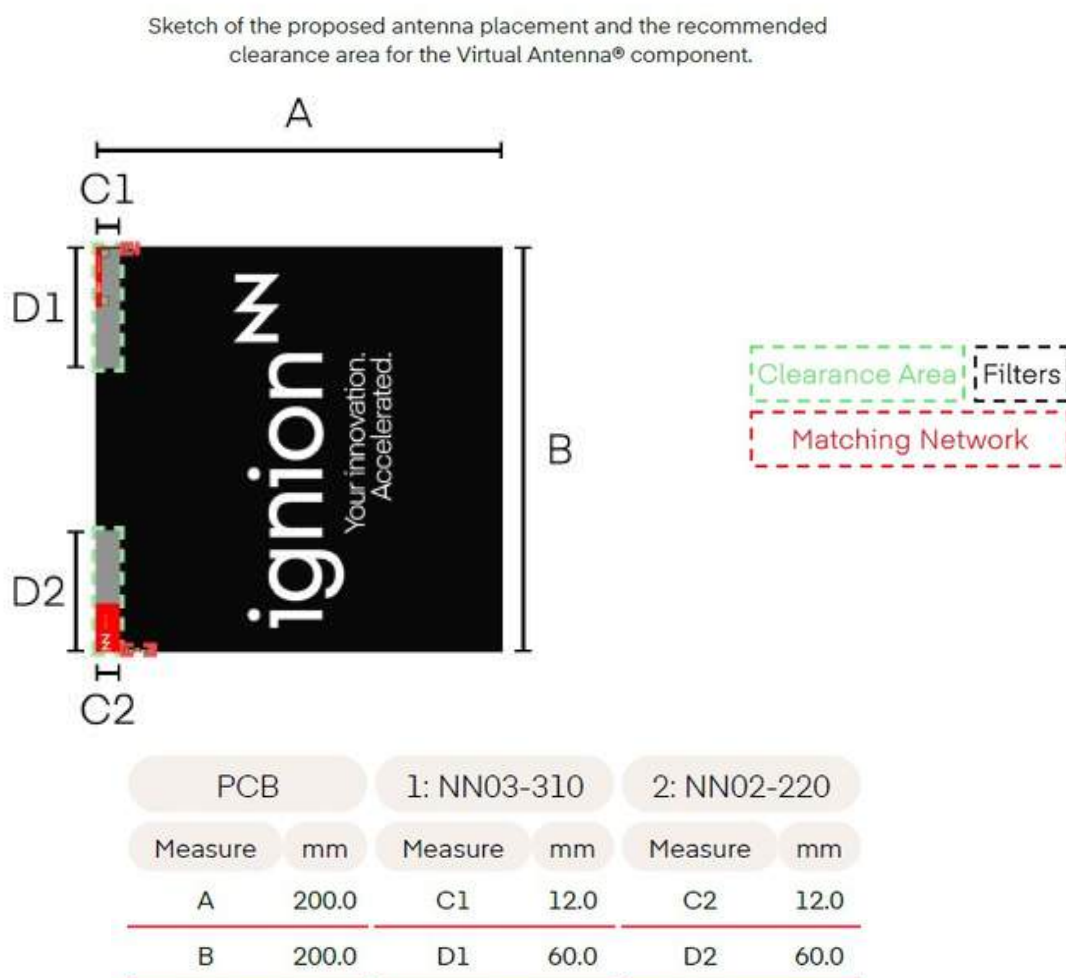 Sketch of the proposed antenna placement and the recommended
clearance area for the Virtual Antenna® component.
A
C1
D1
ignion
Your innovation.
Accelerated.
B
Clearance Area
Filters
Matching Network
D2
C2
PCB 1: NN03-310 2: NN02-220
Measure mm Measure mm Measure mm
A 200.0 C1 12.0 C2 12.0
B 200.0 D1 60.0 D2 60.0